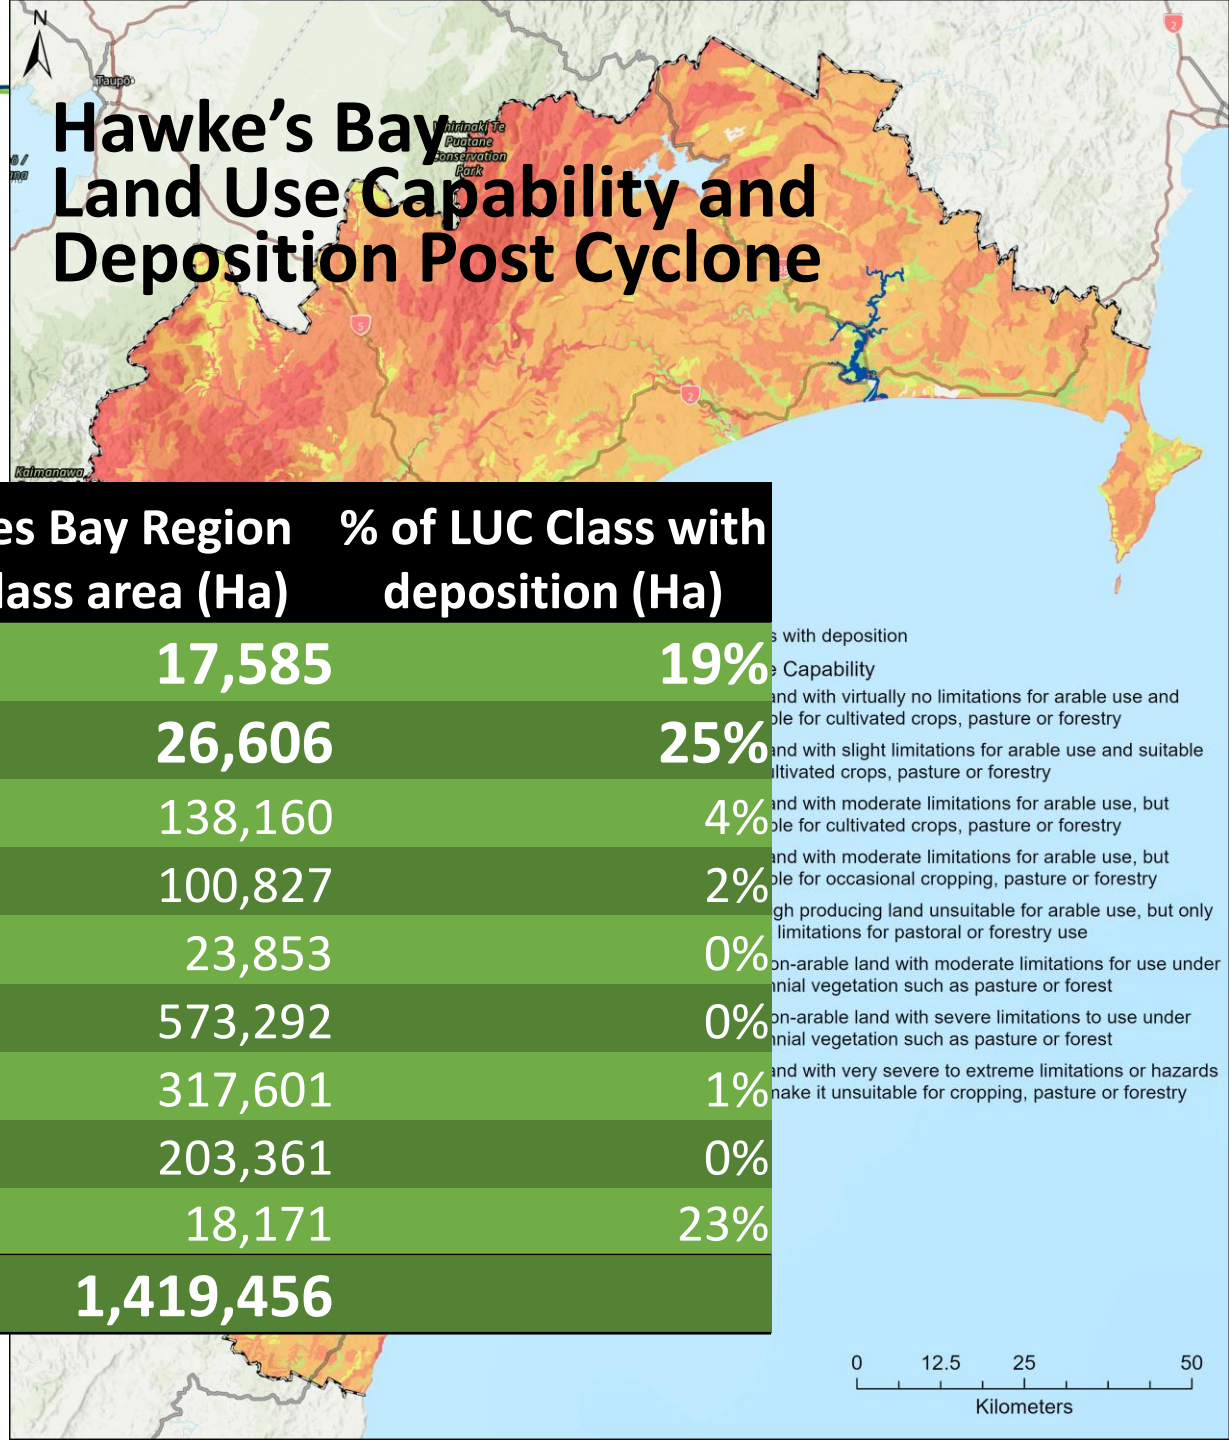 N
2
Taupō
Hawke's Bay
Land Use Capability and
Deposition Post Cyclone
Te
Puatane
Conservation
Park
5
2
Kaimanawa
es Bay Region % of LUC Class with
lass area (Ha) deposition (Ha)
17,585 19%
26,606 25%
138,160 4%
100,827 2%
23,853 0%
573,292 0%
317,601 1%
203,361 0%
18,171 23%
1,419,456
s with deposition
e Capability
and with virtually no limitations for arable use and
ble for cultivated crops, pasture or forestry
and with slight limitations for arable use and suitable
ultivated crops, pasture or forestry
and with moderate limitations for arable use, but
ble for cultivated crops, pasture or forestry
and with moderate limitations for arable use, but
ble for occasional cropping, pasture or forestry
gh producing land unsuitable for arable use, but only
limitations for pastoral or forestry use
on-arable land with moderate limitations for use under
nnial vegetation such as pasture or forest
on-arable land with severe limitations to use under
nnial vegetation such as pasture or forest
and with very severe to extreme limitations or hazards
make it unsuitable for cropping, pasture or forestry
0 12.5 25 50
Kilometers